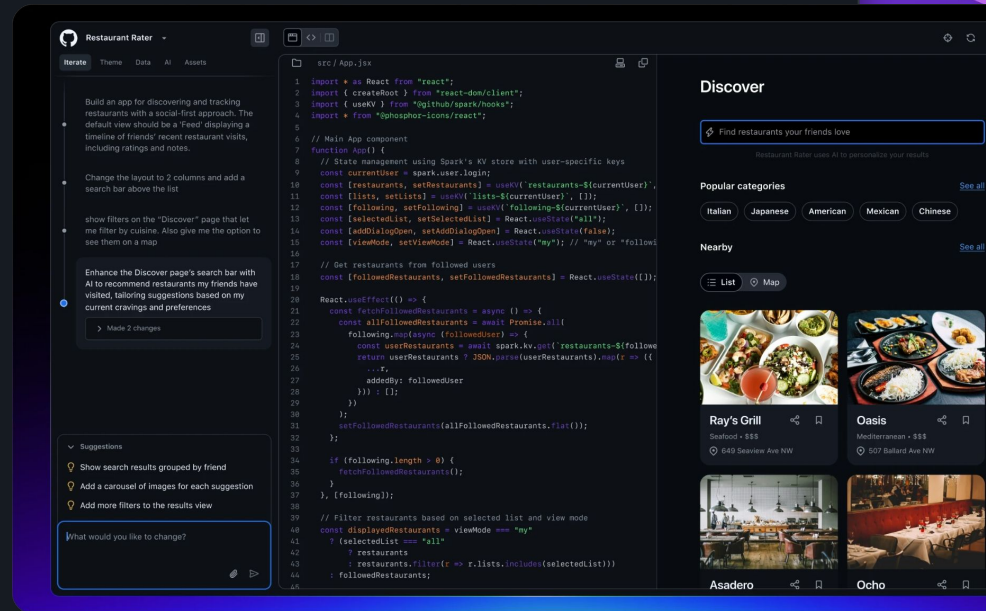 Restaurant Rater
Iterate Theme Data AI Assets
Build an app for discovering and tracking
restaurants with a social-first approach. The
default view should be a 'Feed' displaying a
timeline of friends' recent restaurant visits,
including ratings and notes.
Change the layout to 2 columns and add a
search bar above the list
show filters on the "Discover" page that let
me filter by cuisine. Also give me the option to
see them on a map
Enhance the Discover page's search bar with
AI to recommend restaurants my friends have
visited, tailoring suggestions based on my
current cravings and preferences
Made 2 changes
Suggestions
Show search results grouped by friend
Add a carousel of images for each suggestion
Add more filters to the results view
What would you like to change?
src / App.jsx
1 import * as React from "react";
2 import { createRoot } from "react-dom/client";
3 import { useKV } from "@github/spark/hooks";
4 import * from "@phosphor-icons/react";
5
6 // Main App component
7 function App() {
8 // State management using Spark's KV store with user-specific keys
9 const currentUser = spark.user.login;
10 const [restaurants, setRestaurants] = useKV(`restaurants-${currentUser}`,
11 const [lists, setLists] = useKV(`lists-${currentUser}`, []);
12 const [following, setFollowing] = useKV(`following-${currentUser}`, []);
13 const [selectedList, setSelectedList] = React.useState("all");
14 const [addDialogOpen, setAddDialogOpen] = React.useState(false);
15 const [viewMode, setViewMode] = React.useState("my"); // "my" or "followi
16
17 // Get restaurants from followed users
18 const [followedRestaurants, setFollowedRestaurants] = React.useState([]);
19
20 React.useEffect(() => {
21 const fetchFollowedRestaurants = async () => {
22 const allFollowedRestaurants = await Promise.all(
23 following.map(async (followedUser) => {
24 const userRestaurants = await spark.kv.get(`restaurants-${followe
25 return userRestaurants ? JSON.parse(userRestaurants).map(r => ({
26 ...r,
27 addedBy: followedUser
28 })) : [];
29 })
30 );
31 setFollowedRestaurants(allFollowedRestaurants.flat());
32 };
33
34 if (following.length > 0) {
35 fetchFollowedRestaurants();
36 }
37 }, [following]);
38
39 // Filter restaurants based on selected list and view mode
40 const displayedRestaurants = viewMode === "my"
41 ? (selectedList === "all"
42 ? restaurants
43 : restaurants.filter(r => r.lists.includes(selectedList)))
44 : followedRestaurants;
45
Discover
Find restaurants your friends love
Restaurant Rater uses AI to personalize your results
Popular categories See all
Italian Japanese American Mexican Chinese
Nearby See all
List Map
Ray's Grill
Seafood • $$$
649 Seaview Ave NW
Oasis
Mediterranean • $$$
507 Ballard Ave NW
Asadero
Ocho